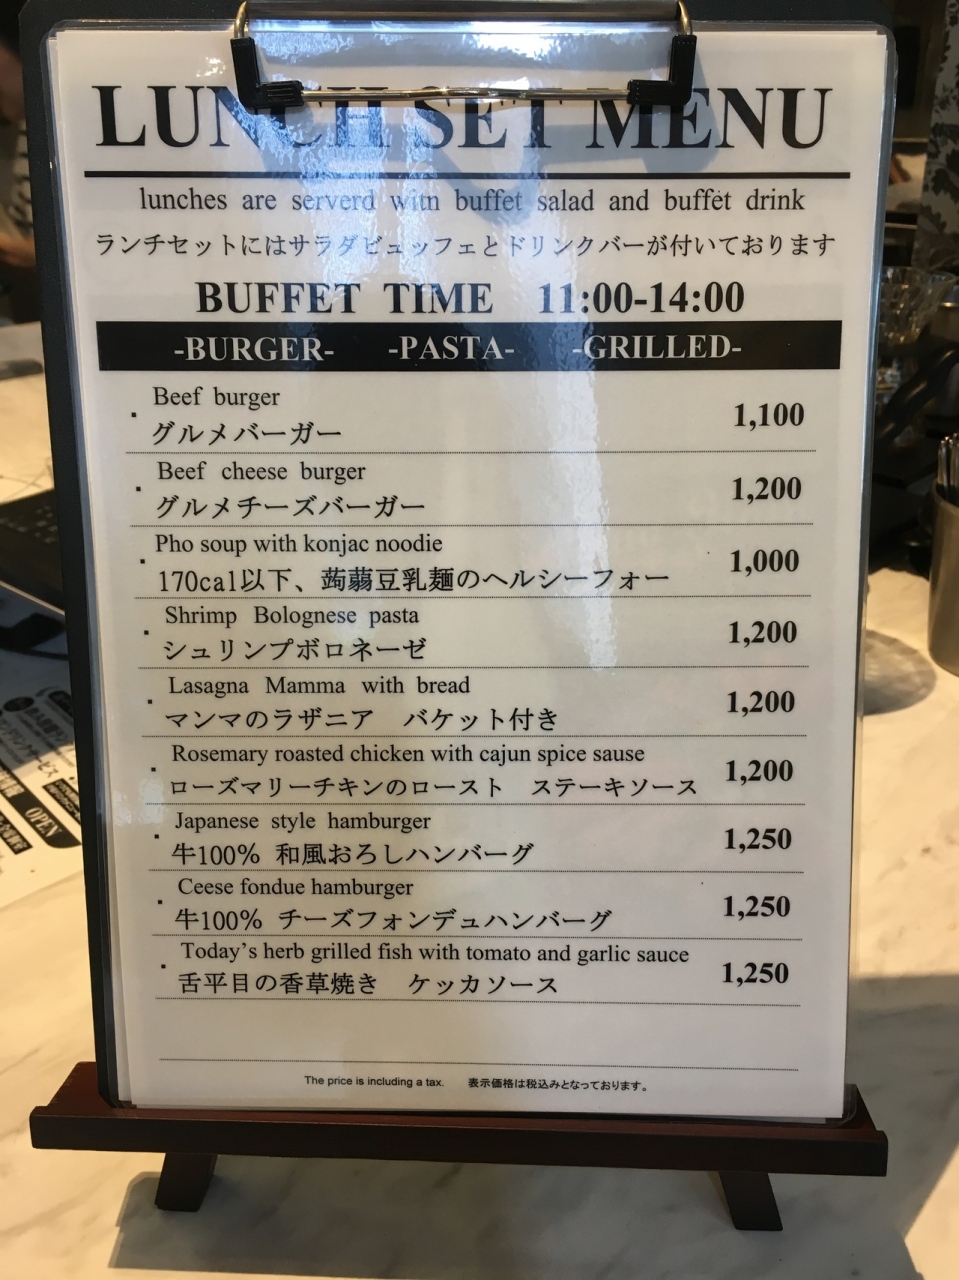 LUNCH SET MENU
lunches are serverd with buffet salad and buffet drink
ランチセットにはサラダビュッフェとドリンクバーが付いております
BUFFET TIME 11:00-14:00
-BURGER- -PASTA- -GRILLED-
Beef burger
グルメバーガー 1,100
Beef cheese burger
グルメチーズバーガー 1,200
Pho soup with konjac noodie
170cal以下、蒟蒻豆乳麺のヘルシーフォー 1,000
Shrimp Bolognese pasta
シュリンプボロネーゼ 1,200
Lasagna Mamma with bread
マンマのラザニア バケット付き 1,200
Rosemary roasted chicken with cajun spice sause
ローズマリーチキンのロースト ステーキソース 1,200
Japanese style hamburger
牛100% 和風おろしハンバーグ 1,250
Ceese fondue hamburger
牛100% チーズフォンデュハンバーグ 1,250
Today's herb grilled fish with tomato and garlic sauce
舌平目の香草焼き ケッカソース 1,250
The price is including a tax. 表示価格は税込みとなっております。
OPEN